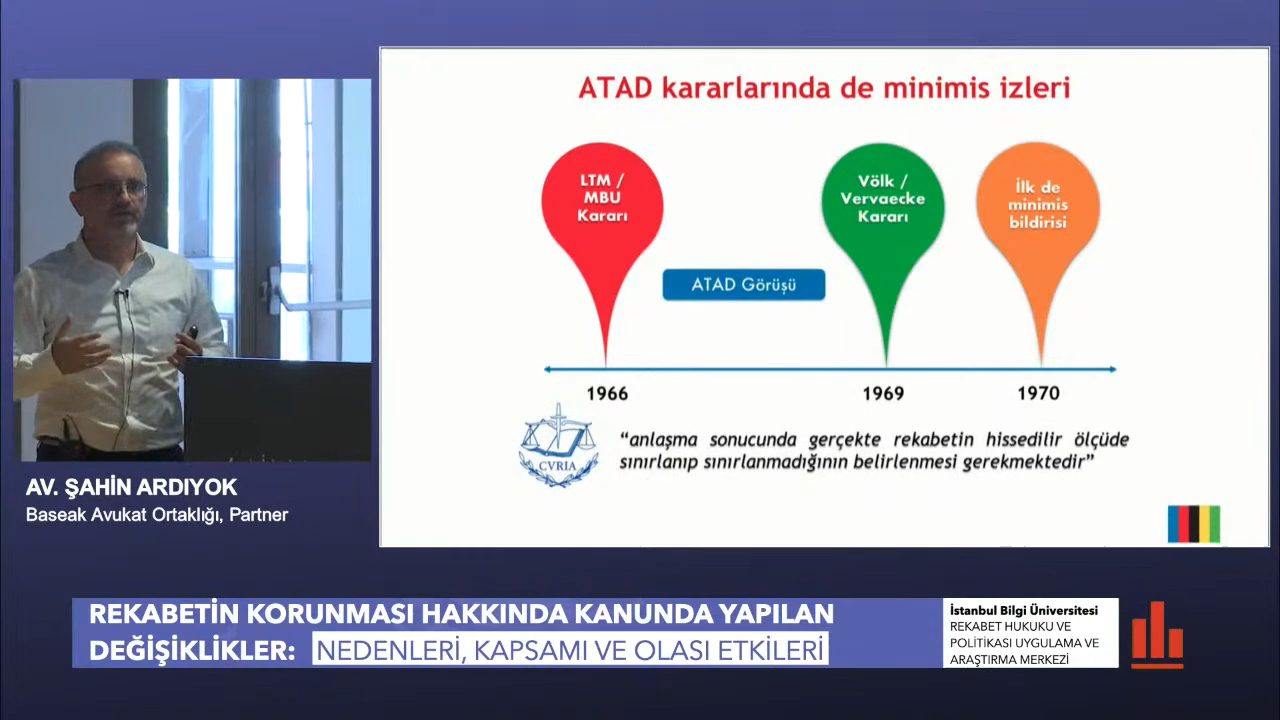 ATAD kararlarında de minimis izleri
LTM /
MBU
Kararı
Völk /
Vervaecke
Kararı
İlk de
minimis
bildirisi
ATAD Görüşü
1966
1969
1970
CVRIA
“anlaşma sonucunda gerçekte rekabetin hissedilir ölçüde
sınırlanıp sınırlanmadığının belirlenmesi gerekmektedir”
AV. ŞAHİN ARDIYOK
Baseak Avukat Ortaklığı, Partner
REKABETİN KORUNMASI HAKKINDA KANUNDA YAPILAN
DEĞİŞİKLİKLER: NEDENLERİ, KAPSAMI VE OLASI ETKİLERİ
İstanbul Bilgi Üniversitesi
REKABET HUKUKU VE
POLİTİKASI UYGULAMA VE
ARAŞTIRMA MERKEZİ